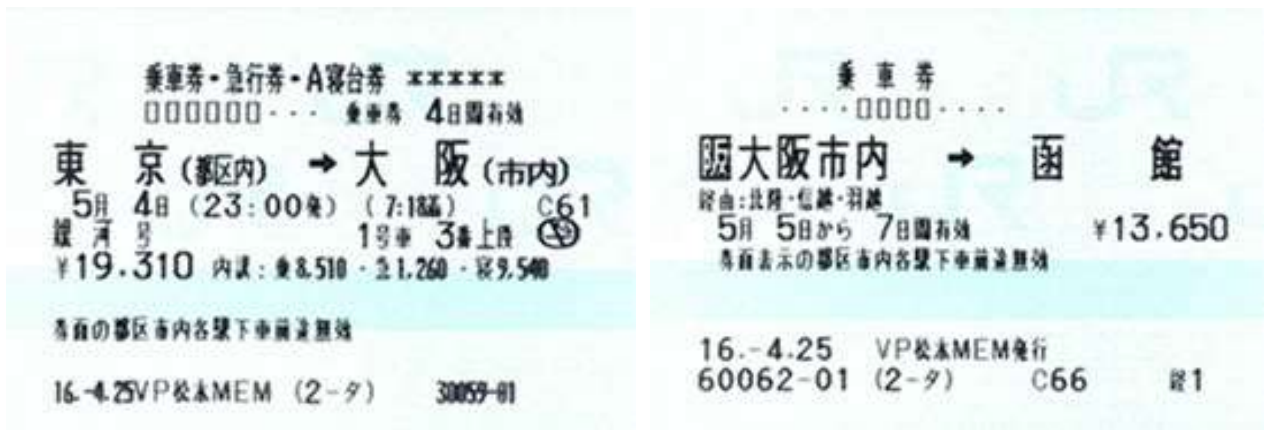 乗車券・急行券・A寝台券 *****
□□□□□□□・・・ 乗車券 4日間有効
東 京(都区内) → 大 阪(市内)
5月 4日 (23:00発) (7:18着) C61
銀河号 1号車 3番上段
¥19,310 内訳:乗8,510・急1,260・寝9,540
券面の都区市内各駅下車前途無効
16.-4.25VP松本MEM (2-タ) 30059-01
乗 車 券
・・・・□□□□・・・・
阪大阪市内 → 函 館
経由:北陸・信越・羽越
5月 5日から 7日間有効 ¥13,650
券面表示の都区市内各駅下車前途無効
16.-4.25 VP松本MEM発行
60062-01 (2-タ) C66